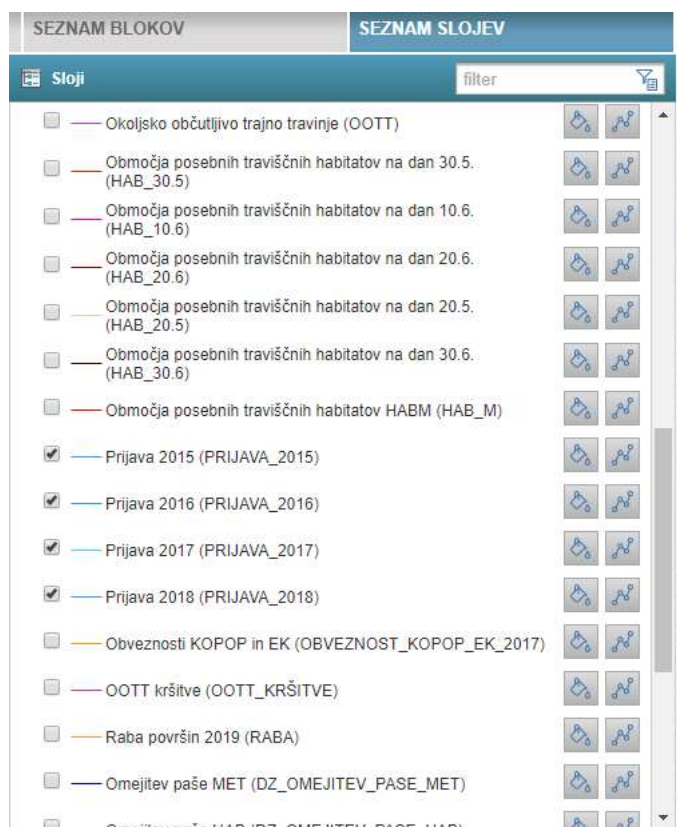 SEZNAM BLOKOV
SEZNAM SLOJEV
Sloji
filter
Okoljsko občutljivo trajno travinje (OOTT)
Območja posebnih traviščnih habitatov na dan 30.5.
(HAB_30.5)
Območja posebnih traviščnih habitatov na dan 10.6.
(HAB_10.6)
Območja posebnih traviščnih habitatov na dan 20.6.
(HAB_20.6)
Območja posebnih traviščnih habitatov na dan 20.5.
(HAB_20.5)
Območja posebnih traviščnih habitatov na dan 30.6.
(HAB_30.6)
Območja posebnih traviščnih habitatov HABM (HAB_M)
Prijava 2015 (PRIJAVA_2015)
Prijava 2016 (PRIJAVA_2016)
Prijava 2017 (PRIJAVA_2017)
Prijava 2018 (PRIJAVA_2018)
Obveznosti KOPOP in EK (OBVEZNOST_KOPOP_EK_2017)
OOTT kršitve (OOTT_KRŠITVE)
Raba površin 2019 (RABA)
Omejitev paše MET (DZ_OMEJITEV_PASE_MET)
Omejitev paše HAB (DZ_OMEJITEV_PASE_HAB)